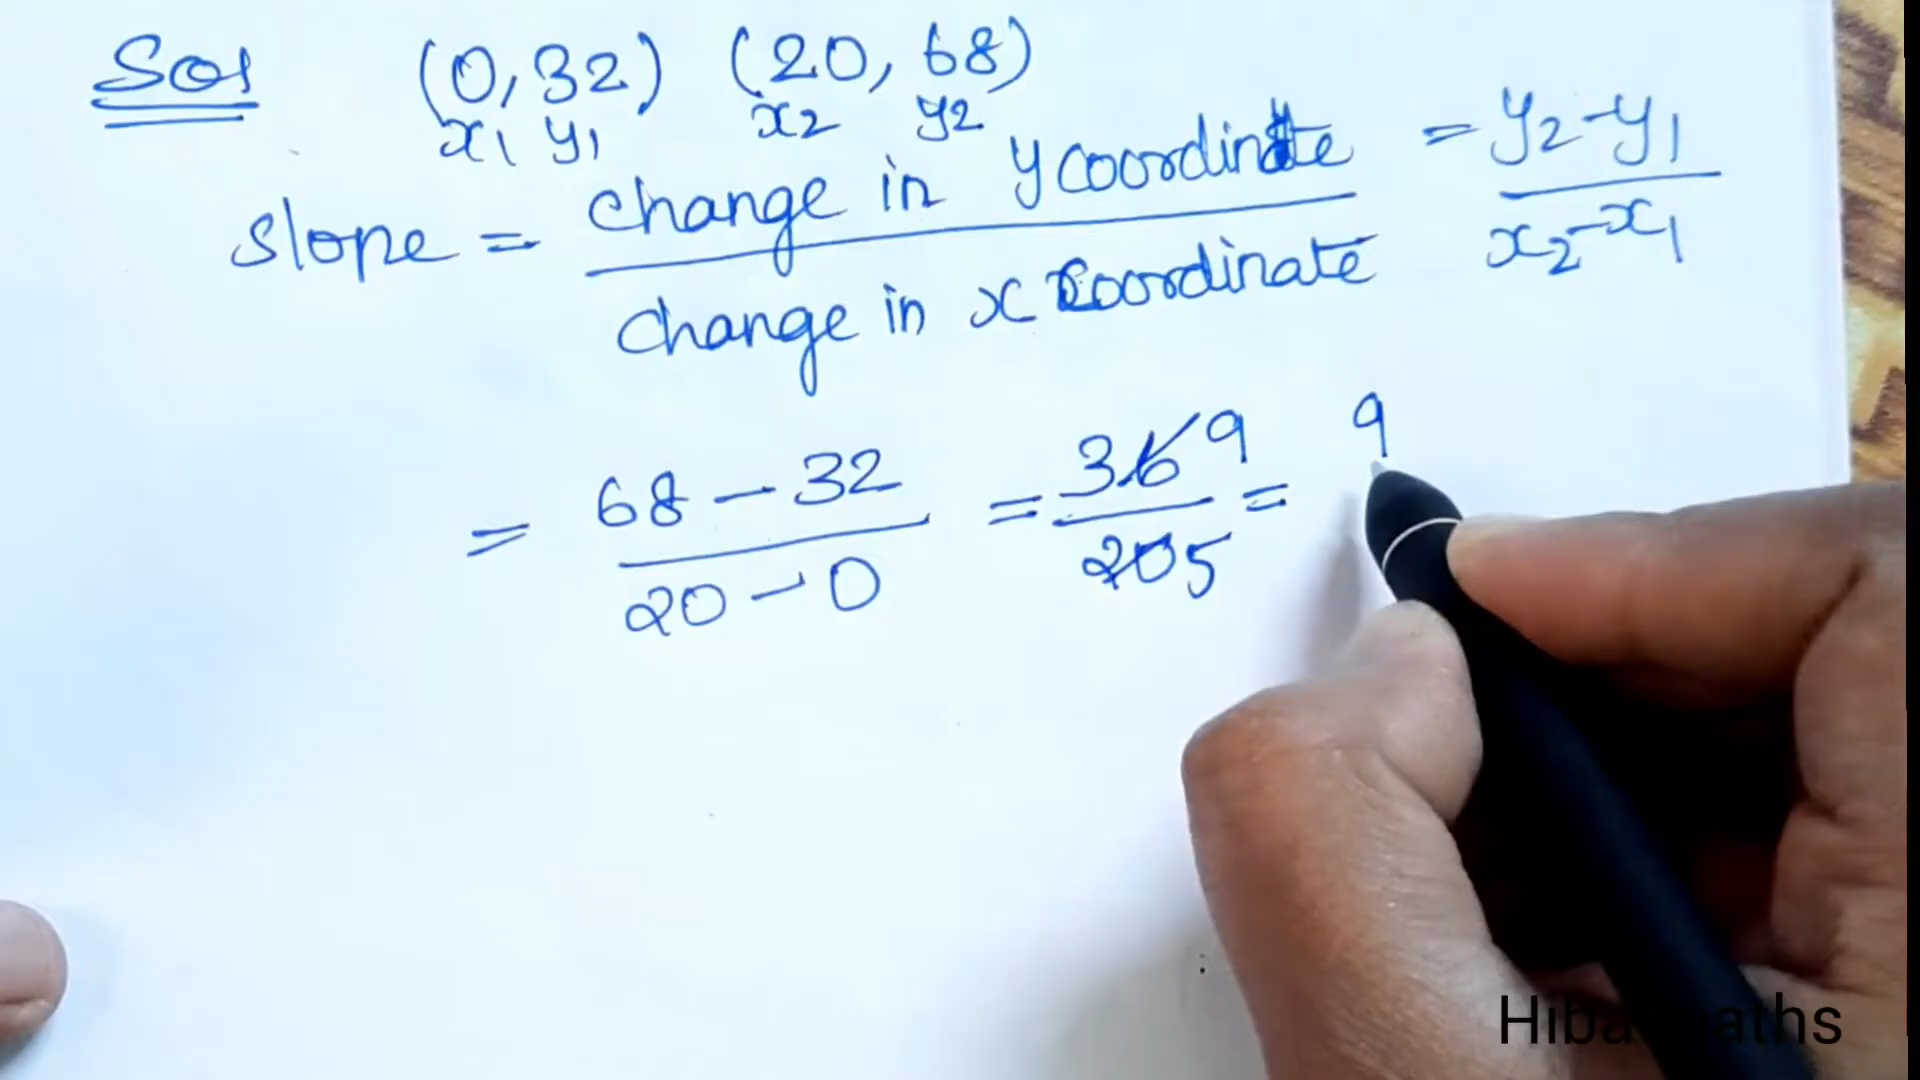 Sol (0,32) (20,68)
x1 y1 x2 y2
slope = change in y coordinate / change in x coordinate = y2-y1 / x2-x1
= 68-32 / 20-0 = 36 9 / 20 5 = 9